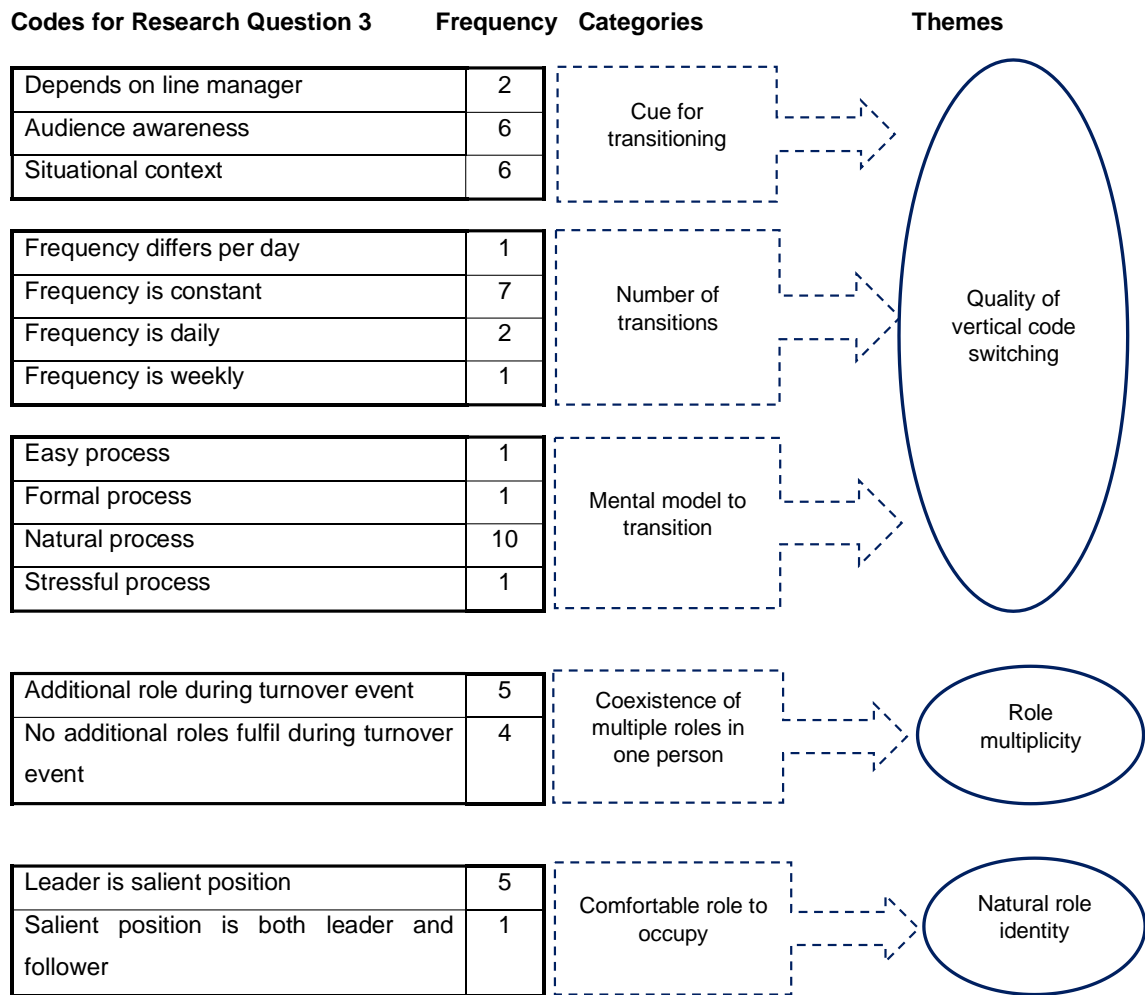 Codes for Research Question 3 Frequency Categories Themes
Depends on line manager 2
Audience awareness 6
Situational context 6
Cue for
transitioning
Frequency differs per day 1
Frequency is constant 7
Frequency is daily 2
Frequency is weekly 1
Number of
transitions
Easy process 1
Formal process 1
Natural process 10
Stressful process 1
Mental model to
transition
Quality of
vertical code
switching
Additional role during turnover event 5
No additional roles fulfil during turnover 4
event
Coexistence of
multiple roles in
one person
Role
multiplicity
Leader is salient position 5
Salient position is both leader and 1
follower
Comfortable role to
occupy
Natural role
identity